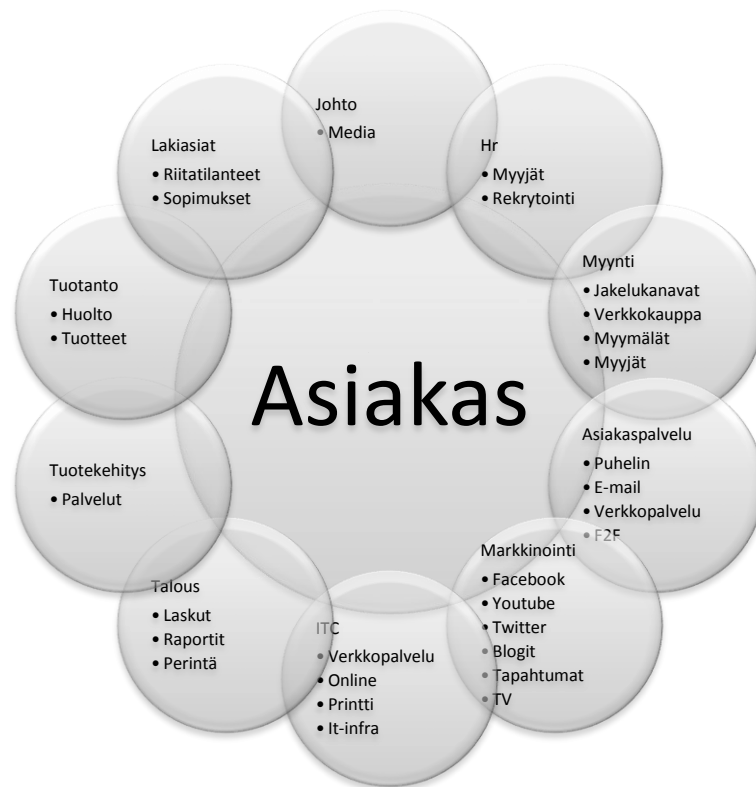 Johto
• Media
Hr
• Myyjät
• Rekrytointi
Myynti
• Jakelukanavat
• Verkkokauppa
• Myymälät
• Myyjät
Asiakaspalvelu
• Puhelin
• E-mail
• Verkkopalvelu
• F2F
Markkinointi
• Facebook
• Youtube
• Twitter
• Blogit
• Tapahtumat
• TV
ITC
• Verkkopalvelu
• Online
• Printti
• It-infra
Talous
• Laskut
• Raportit
• Perintä
Tuotekehitys
• Palvelut
Tuotanto
• Huolto
• Tuotteet
Lakiasiat
• Riitatilanteet
• Sopimukset
Asiakas